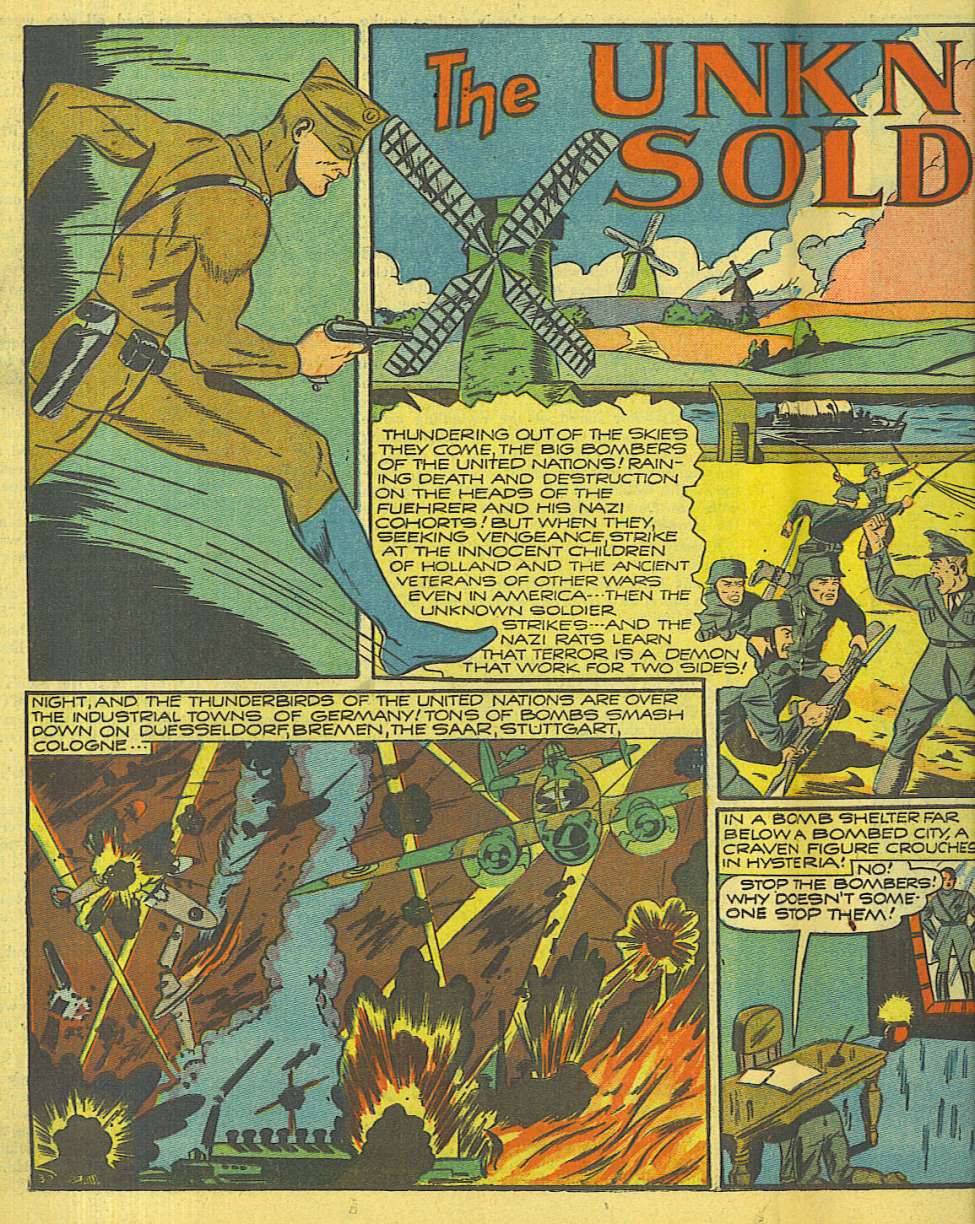 The UNKN
SOLD
THUNDERING OUT OF THE SKIES
THEY COME, THE BIG BOMBERS
OF THE UNITED NATIONS! RAIN-
ING DEATH AND DESTRUCTION
ON THE HEADS OF THE
FUEHRER AND HIS NAZI
COHORTS! BUT WHEN THEY,
SEEKING VENGEANCE, STRIKE
AT THE INNOCENT CHILDREN
OF HOLLAND AND THE ANCIENT
VETERANS OF OTHER WARS
EVEN IN AMERICA---THEN THE
UNKNOWN SOLDIER
STRIKES---AND THE
NAZI RATS LEARN
THAT TERROR IS A DEMON
THAT WORK FOR TWO SIDES!
NIGHT, AND THE THUNDERBIRDS OF THE UNITED NATIONS ARE OVER
THE INDUSTRIAL TOWNS OF GERMANY! TONS OF BOMBS SMASH
DOWN ON DUESSELDORF, BREMEN, THE SAAR, STUTTGART,
COLOGNE---
IN A BOMB SHELTER FAR
BELOW A BOMBED CITY, A
CRAVEN FIGURE CROUCHES
IN HYSTERIA!
NO!
STOP THE BOMBERS!
WHY DOESN'T SOME-
ONE STOP THEM!